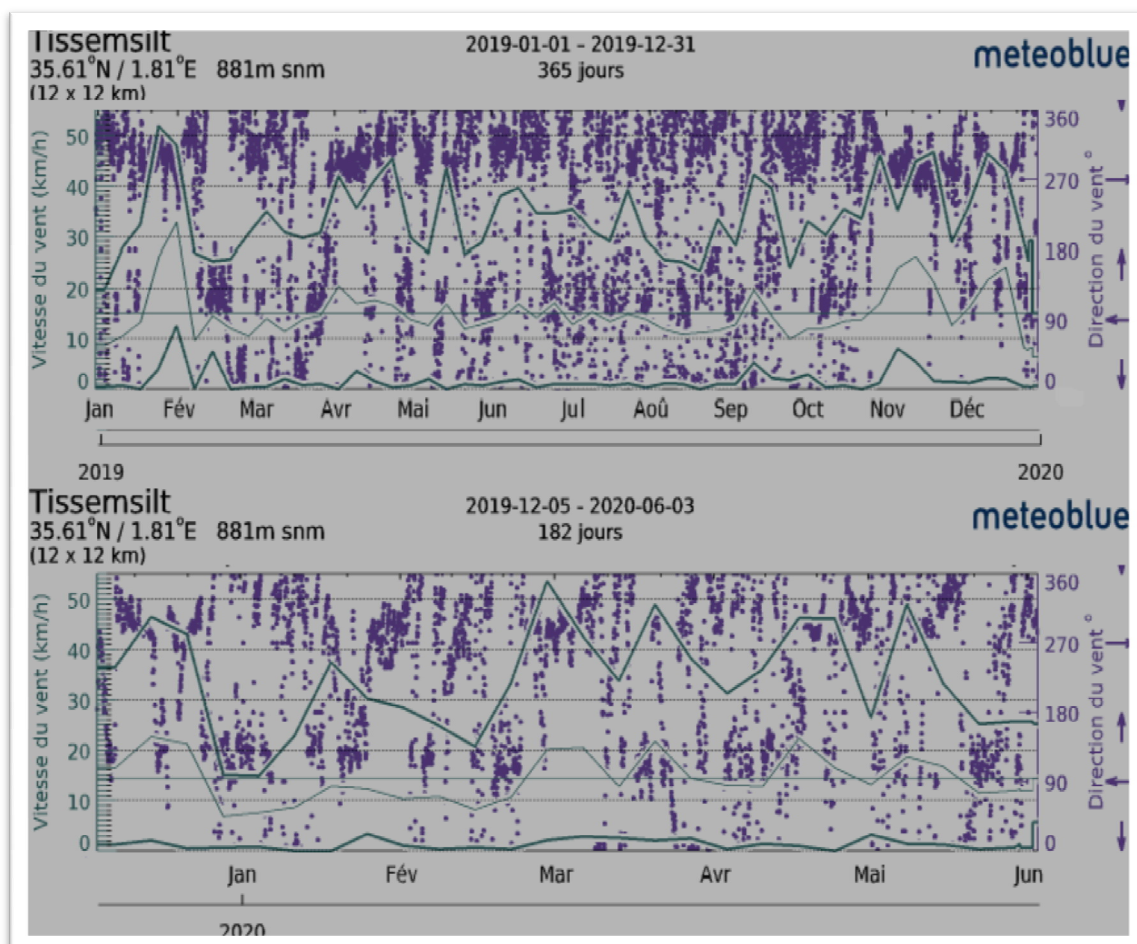 Tissemsilt 2019-01-01 - 2019-12-31 meteoblue
35.61°N / 1.81°E 881m snm 365 jours
(12 x 12 km)
Vitesse du vent (km/h)
50
40
30
20
10
0
360
270
180
90
0
Direction du vent °
Jan Fév Mar Avr Mai Jun Jul Aoû Sep Oct Nov Déc
2019 2020
Tissemsilt 2019-12-05 - 2020-06-03 meteoblue
35.61°N / 1.81°E 881m snm 182 jours
(12 x 12 km)
Vitesse du vent (km/h)
50
40
30
20
10
0
360
270
180
90
0
Direction du vent °
Jan Fév Mar Avr Mai Jun
2020